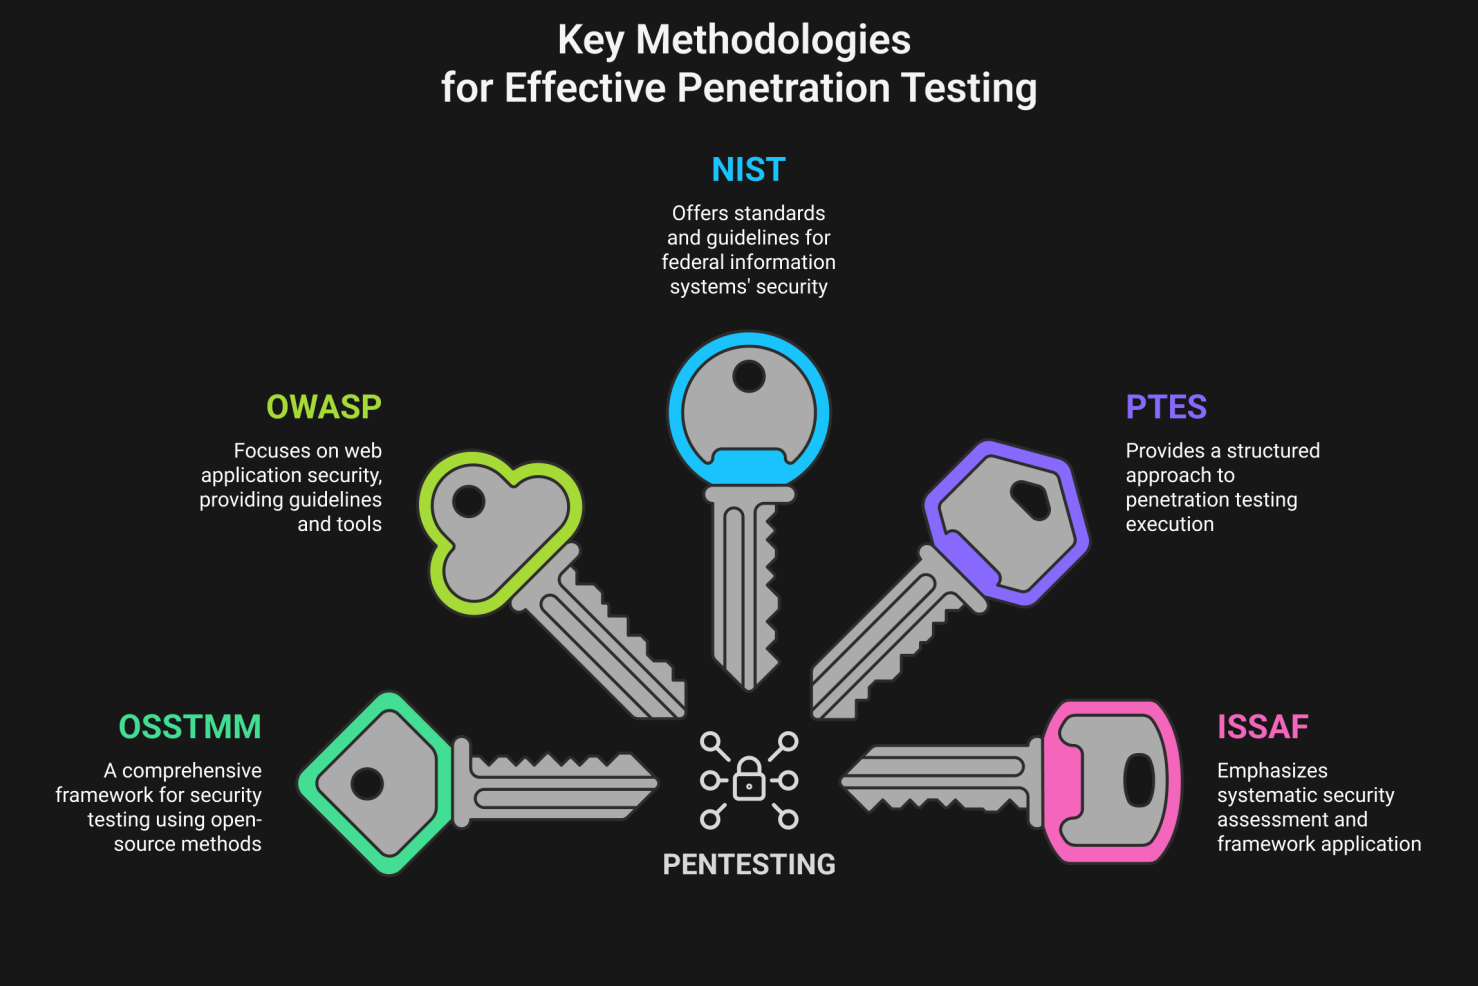 Key Methodologies
for Effective Penetration Testing
NIST
Offers standards
and guidelines for
federal information
systems' security
OWASP
Focuses on web
application security,
providing guidelines
and tools
PTES
Provides a structured
approach to
penetration testing
execution
OSSTMM
A comprehensive
framework for security
testing using open-
source methods
ISSAF
Emphasizes
systematic security
assessment and
framework application
PENTESTING